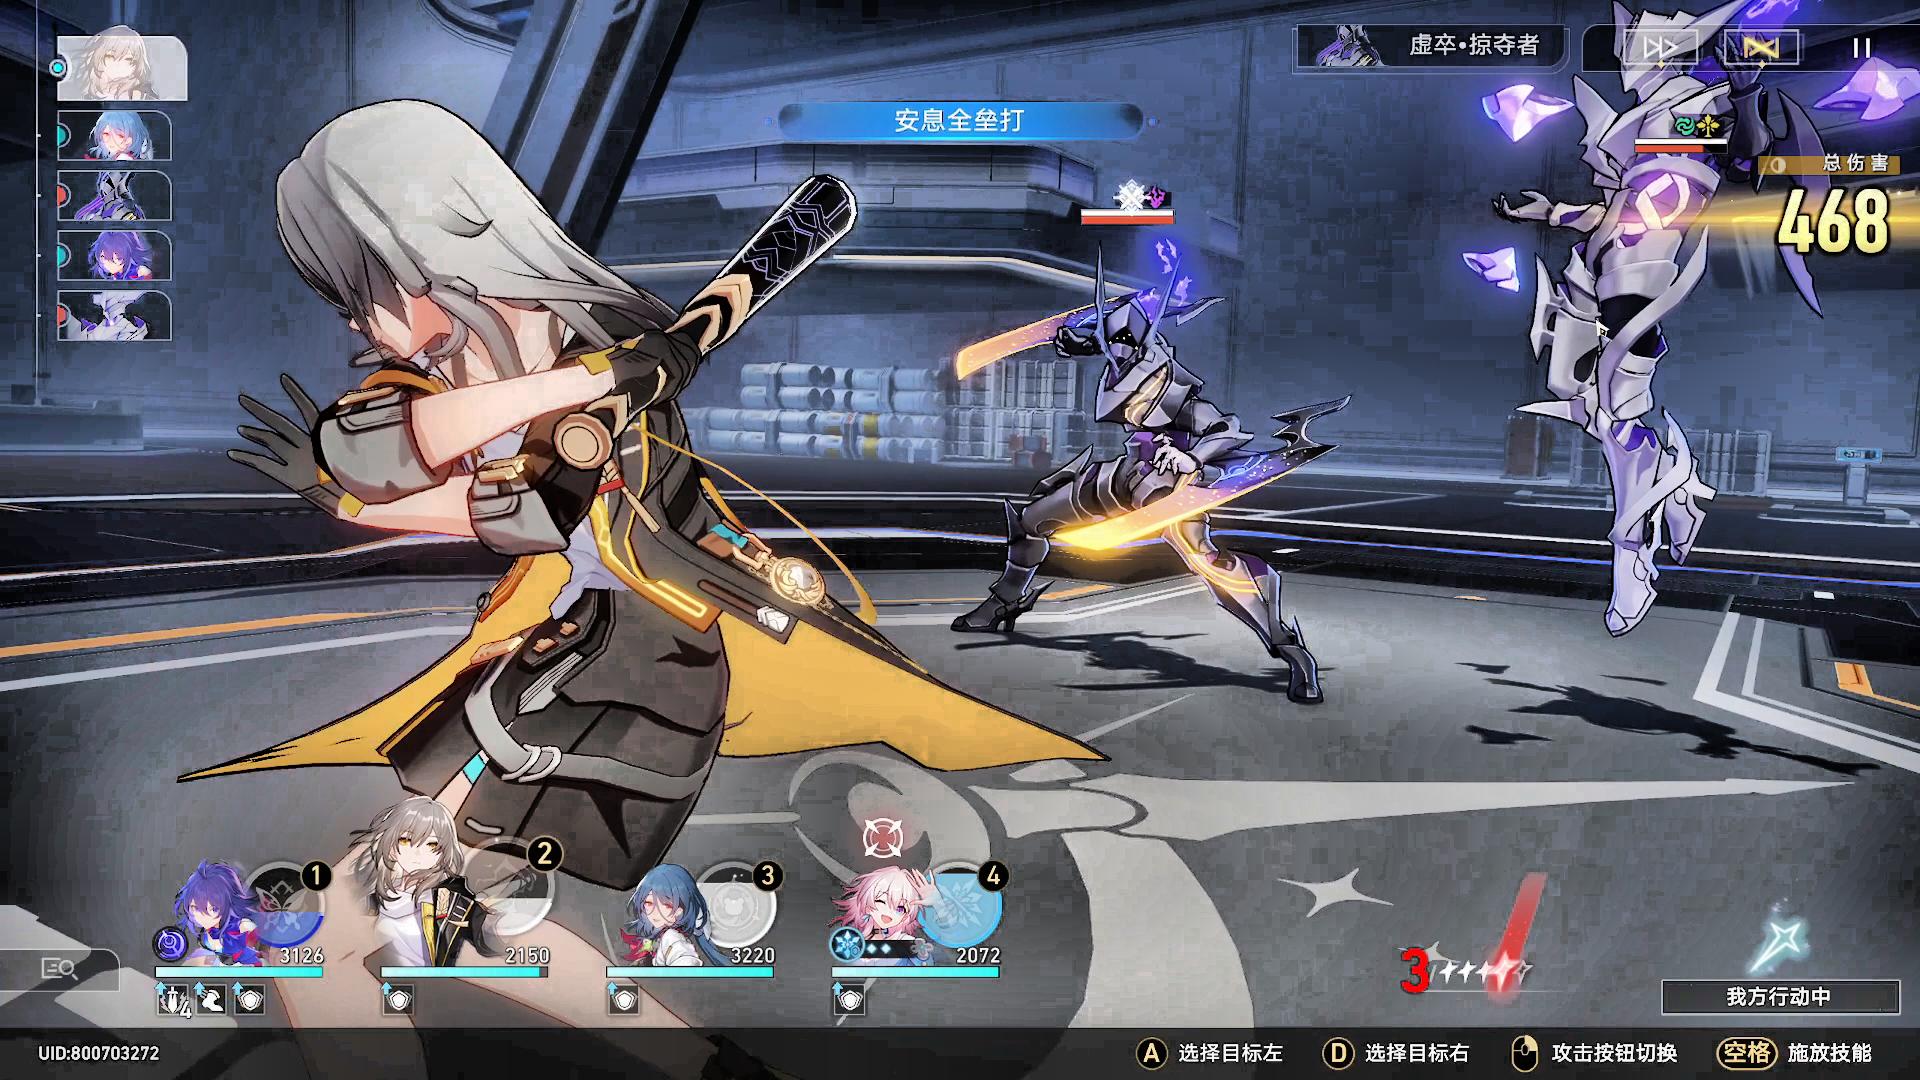 虚卒•掠夺者
安息全垒打
总伤害
468
1
2
3
4
3126
2150
3220
2072
4
3
我方行动中
UID:800703272
A 选择目标左
D 选择目标右
攻击按钮切换
空格 施放技能